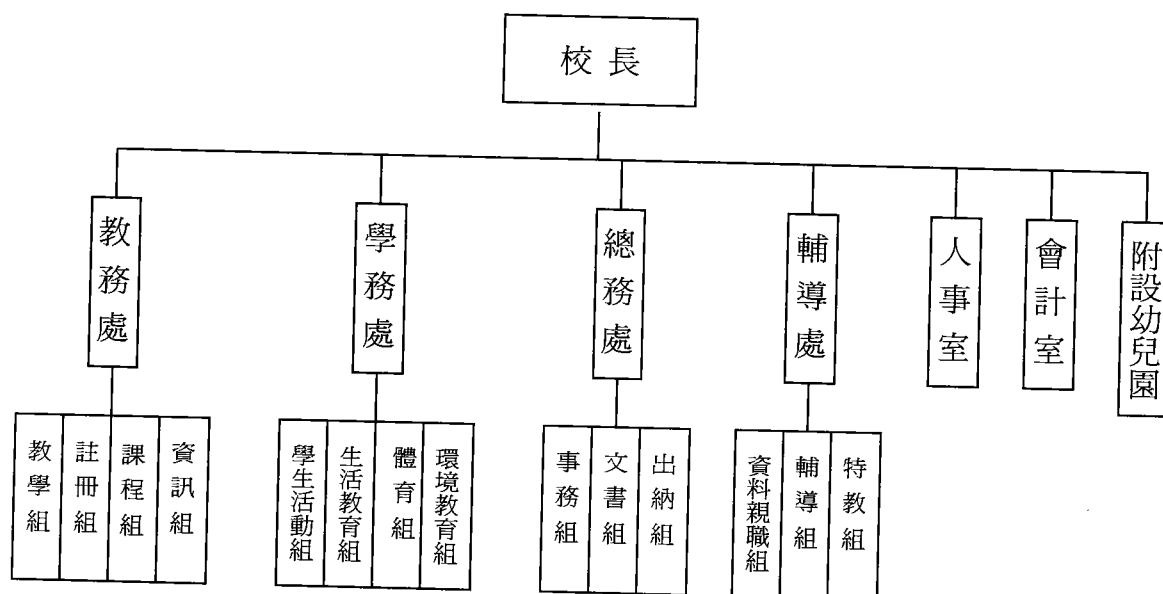 校長
教務處
學務處
總務處
輔導處
人事室
會計室
附設幼兒園
教學組
註冊組
課程組
資訊組
學生活動組
生活教育組
體育組
環境教育組
事務組
文書組
出納組
資料親職組
輔導組
特教組